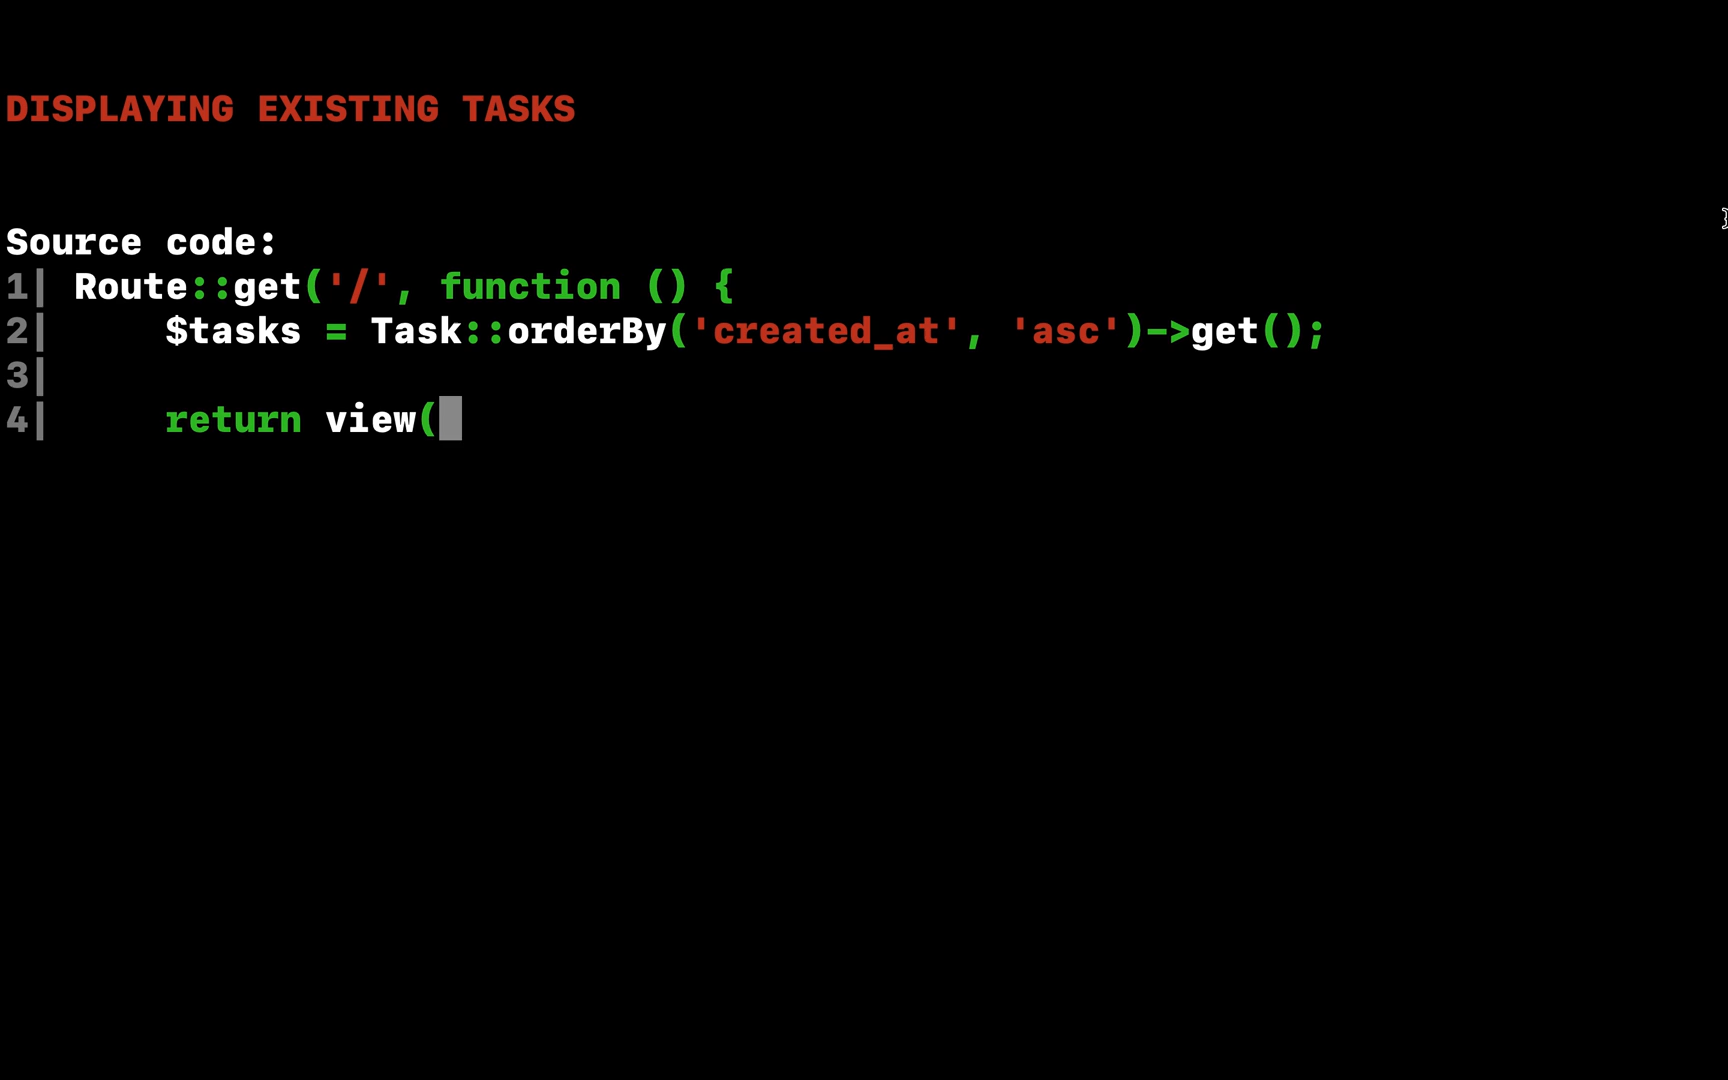 DISPLAYING EXISTING TASKS
Source code:
1| Route::get('/', function () {
2|     $tasks = Task::orderBy('created_at', 'asc')->get();
3|
4|     return view(